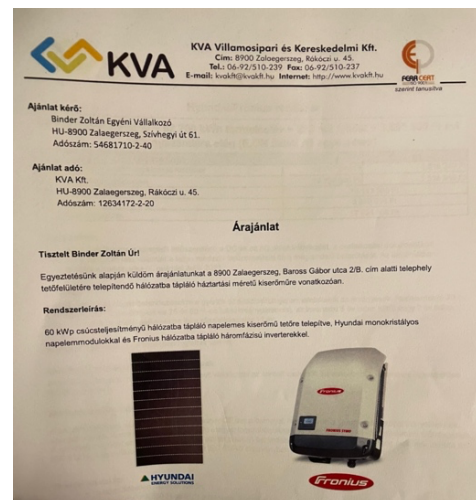 KVA
KVA Villamosipari és Kereskedelmi Kft.
Cím: 8900 Zalaegerszeg, Rákóczi u. 45.
Tel.: 06-92/510-239 Fax: 06-92/510-237
E-mail: kvakft@kvakft.hu Internet: http://www.kvakft.hu
szerint tanusítva
Ajánlat kérő:
Binder Zoltán Egyéni Vállalkozó
HU-8900 Zalaegerszeg, Szívhegyi út 61.
Adószám: 54681710-2-40
Ajánlat adó:
KVA Kft.
HU-8900 Zalaegerszeg, Rákóczi u. 45.
Adószám: 12634172-2-20
Árajánlat
Tisztelt Binder Zoltán Úr!
Egyeztetésünk alapján küldöm árajánlatunkat a 8900 Zalaegerszeg, Baross Gábor utca 2/B. cím alatti telephely
tetőfelületére telepítendő hálózatba tápláló háztartási méretű kiserőműre vonatkozóan.
Rendszerleírás:
60 kWp csúcsteljesítményű hálózatba tápláló napelemes kiserőmű tetőre telepítve, Hyundai monokristályos
napelemmodulokkal és Fronius hálózatba tápláló háromfázisú inverterekkel.
Fronius
HYUNDAI
ENERGY SOLUTIONS
Fronius